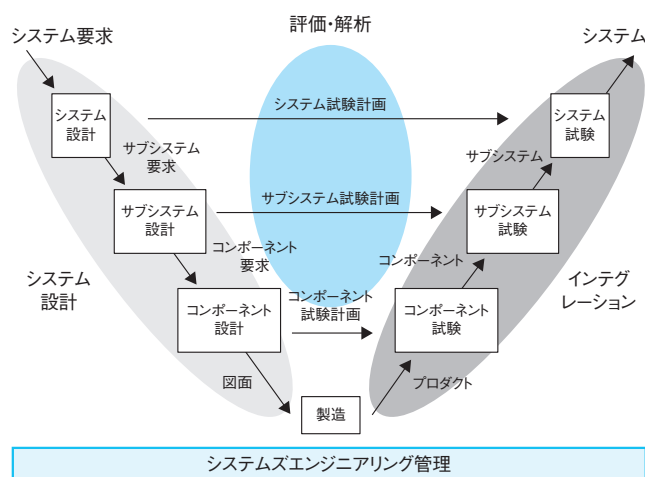 評価・解析
システム要求
システム
システム
設計
システム試験計画
システム
試験
サブシステム
要求
サブシステム
サブシステム
設計
サブシステム試験計画
サブシステム
試験
コンポーネント
要求
コンポーネント
システム
設計
インテグ
レーション
コンポーネント
設計
コンポーネント
試験計画
コンポーネント
試験
図面
プロダクト
製造
システムズエンジニアリング管理